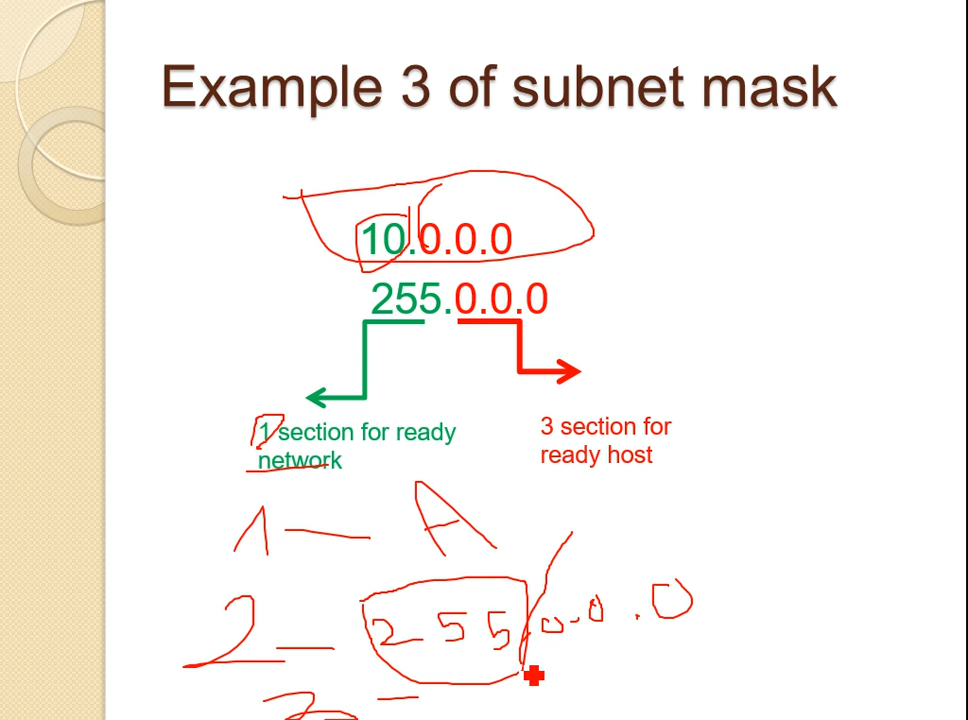 Example 3 of subnet mask
10.0.0.0
255.0.0.0
1 section for ready
network
3 section for
ready host
1 — A
2 — 255.0.0.0
3 —